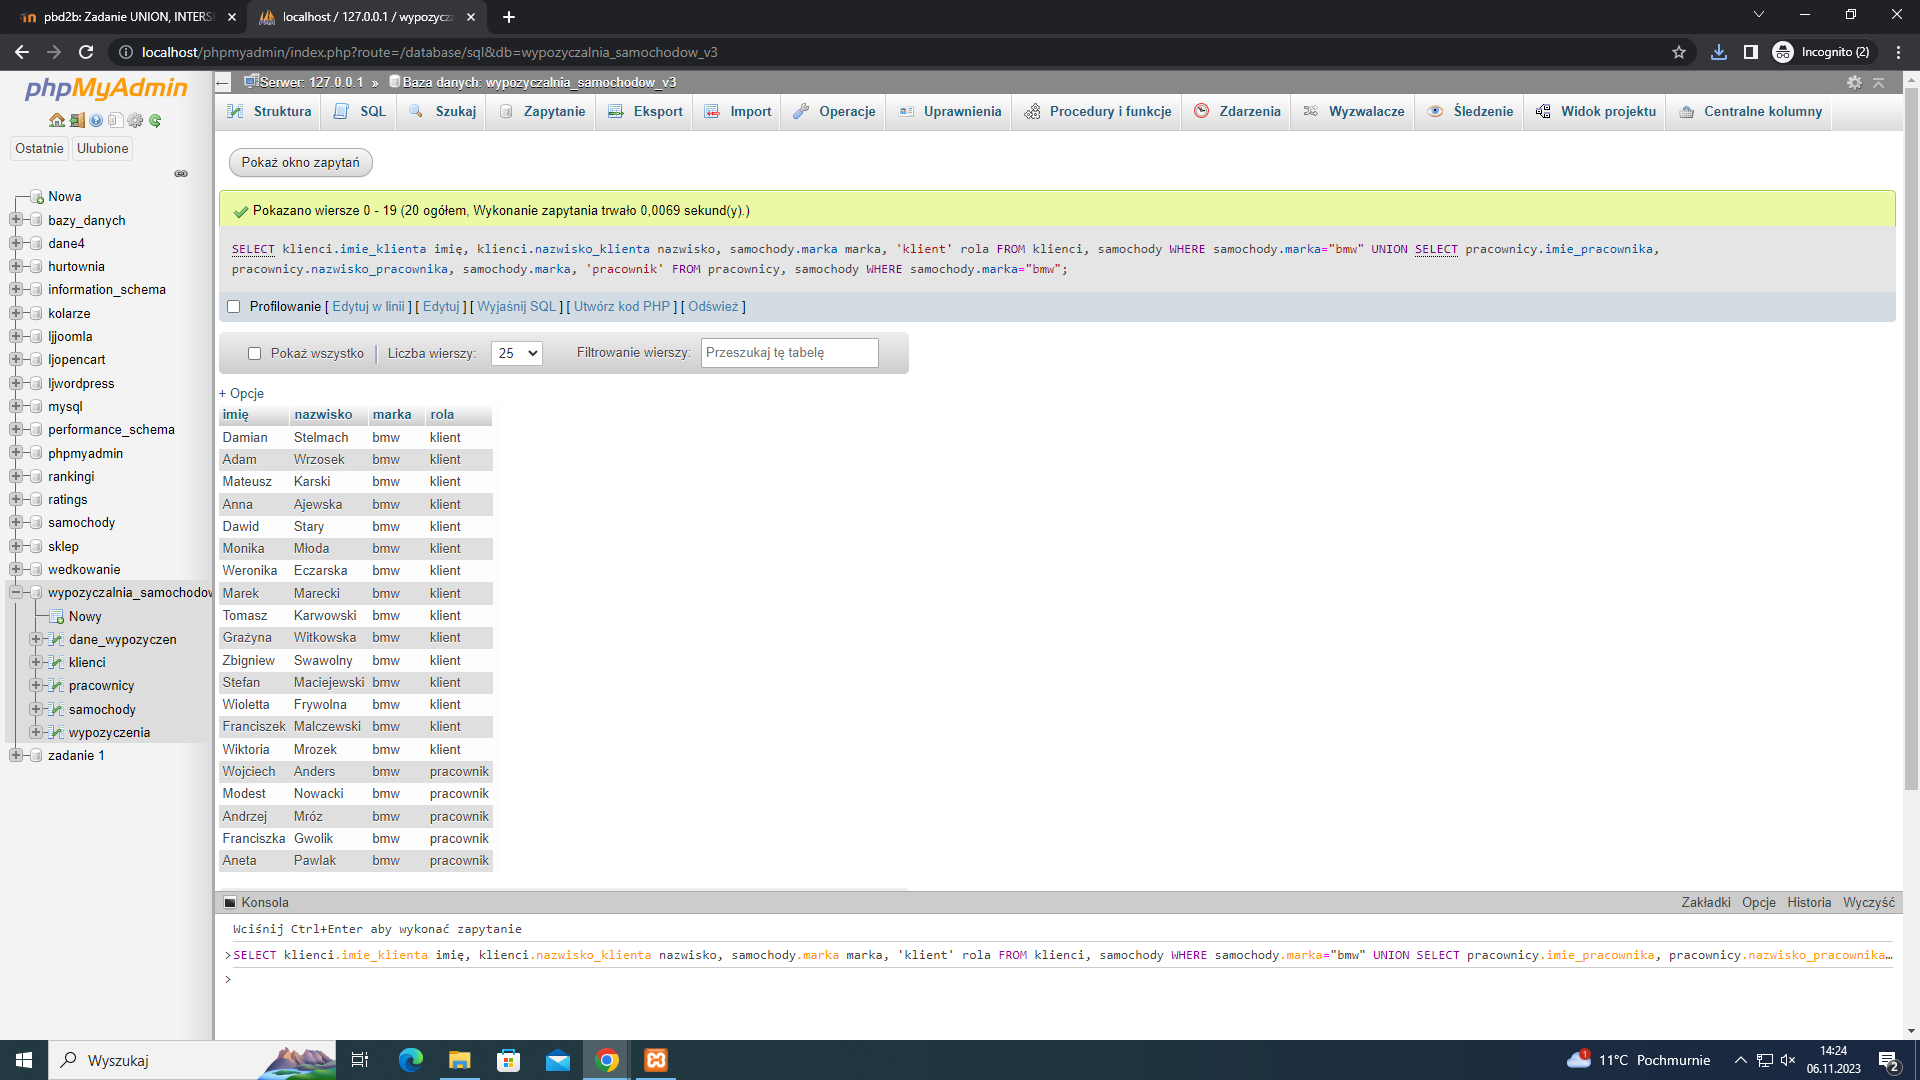 pbd2b: Zadanie UNION, INTERS
localhost / 127.0.0.1 / wypozycza
localhost/phpmyadmin/index.php?route=/database/sql&db=wypozyczalnia_samochodow_v3
Incognito (2)
phpMyAdmin
Ostatnie
Ulubione
Nowa
bazy_danych
dane4
hurtownia
information_schema
kolarze
ljjoomla
ljopencart
ljwordpress
mysql
performance_schema
phpmyadmin
rankingi
ratings
samochody
sklep
wedkowanie
wypozyczalnia_samochodow
Nowy
dane_wypozyczen
klienci
pracownicy
samochody
wypozyczenia
zadanie 1
Serwer: 127.0.0.1 » Baza danych: wypozyczalnia_samochodow_v3
Struktura SQL Szukaj Zapytanie Eksport Import Operacje Uprawnienia Procedury i funkcje Zdarzenia Wyzwalacze Śledzenie Widok projektu Centralne kolumny
Pokaż okno zapytań
Pokazano wiersze 0 - 19 (20 ogółem, Wykonanie zapytania trwało 0,0069 sekund(y).)
SELECT klienci.imie_klienta imię, klienci.nazwisko_klienta nazwisko, samochody.marka marka, 'klient' rola FROM klienci, samochody WHERE samochody.marka="bmw" UNION SELECT pracownicy.imie_pracownika,
pracownicy.nazwisko_pracownika, samochody.marka, 'pracownik' FROM pracownicy, samochody WHERE samochody.marka="bmw";
Profilowanie [ Edytuj w linii ] [ Edytuj ] [ Wyjaśnij SQL ] [ Utwórz kod PHP ] [ Odśwież ]
Pokaż wszystko | Liczba wierszy: 25 Filtrowanie wierszy: Przeszukaj tę tabelę
+ Opcje
imię nazwisko marka rola
Damian Stelmach bmw klient
Adam Wrzosek bmw klient
Mateusz Karski bmw klient
Anna Ajewska bmw klient
Dawid Stary bmw klient
Monika Młoda bmw klient
Weronika Eczarska bmw klient
Marek Marecki bmw klient
Tomasz Karwowski bmw klient
Grażyna Witkowska bmw klient
Zbigniew Swawolny bmw klient
Stefan Maciejewski bmw klient
Wioletta Frywolna bmw klient
Franciszek Malczewski bmw klient
Wiktoria Mrozek bmw klient
Wojciech Anders bmw pracownik
Modest Nowacki bmw pracownik
Andrzej Mróz bmw pracownik
Franciszka Gwolik bmw pracownik
Aneta Pawlak bmw pracownik
Konsola Zakładki Opcje Historia Wyczyść
Wciśnij Ctrl+Enter aby wykonać zapytanie
>SELECT klienci.imie_klienta imię, klienci.nazwisko_klienta nazwisko, samochody.marka marka, 'klient' rola FROM klienci, samochody WHERE samochody.marka="bmw" UNION SELECT pracownicy.imie_pracownika, pracownicy.nazwisko_pracownika…
>
Wyszukaj
1
11°C Pochmurnie
14:24
06.11.2023
2